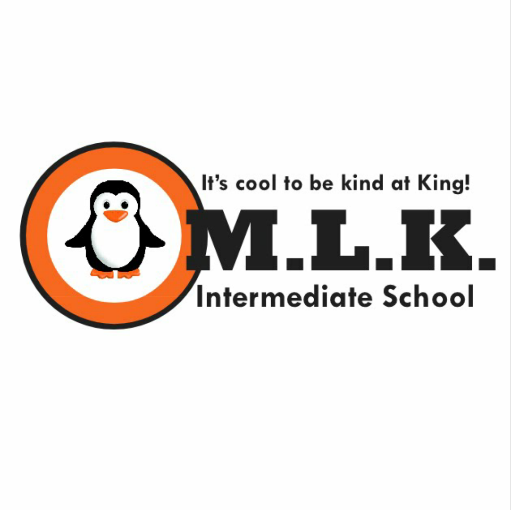 It's cool to be kind at King!
M.L.K.
Intermediate School